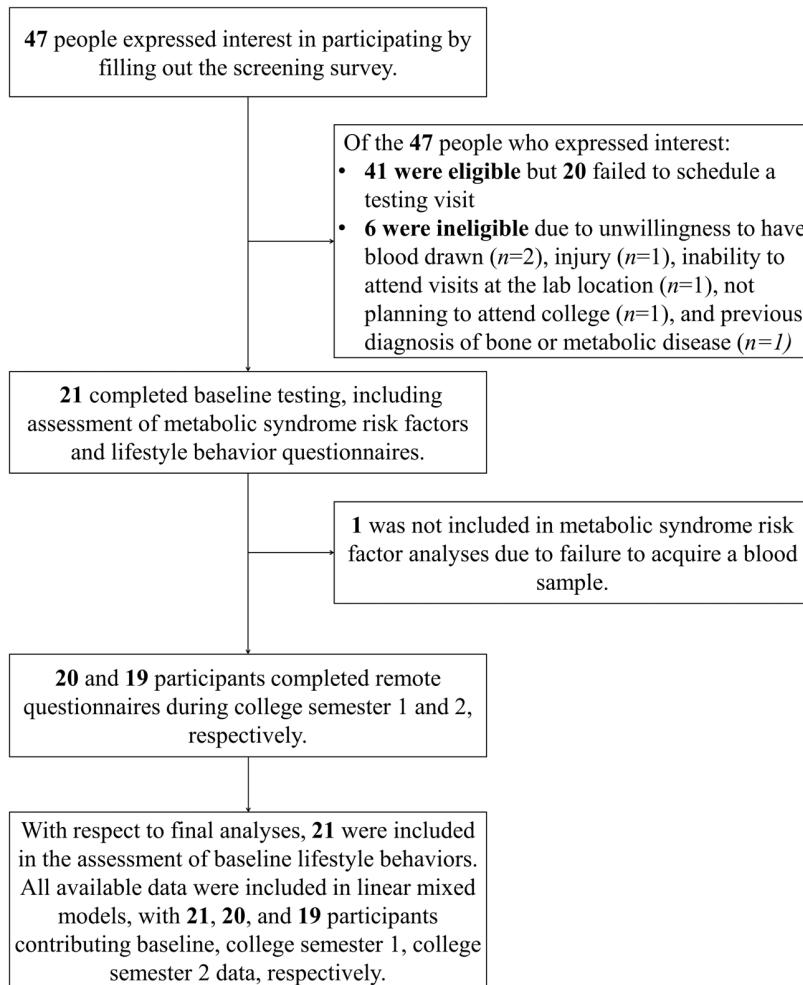 47 people expressed interest in participating by
filling out the screening survey.
Of the 47 people who expressed interest:
• 41 were eligible but 20 failed to schedule a
testing visit
• 6 were ineligible due to unwillingness to have
blood drawn (n=2), injury (n=1), inability to
attend visits at the lab location (n=1), not
planning to attend college (n=1), and previous
diagnosis of bone or metabolic disease (n=1)
21 completed baseline testing, including
assessment of metabolic syndrome risk factors
and lifestyle behavior questionnaires.
1 was not included in metabolic syndrome risk
factor analyses due to failure to acquire a blood
sample.
20 and 19 participants completed remote
questionnaires during college semester 1 and 2,
respectively.
With respect to final analyses, 21 were included
in the assessment of baseline lifestyle behaviors.
All available data were included in linear mixed
models, with 21, 20, and 19 participants
contributing baseline, college semester 1, college
semester 2 data, respectively.